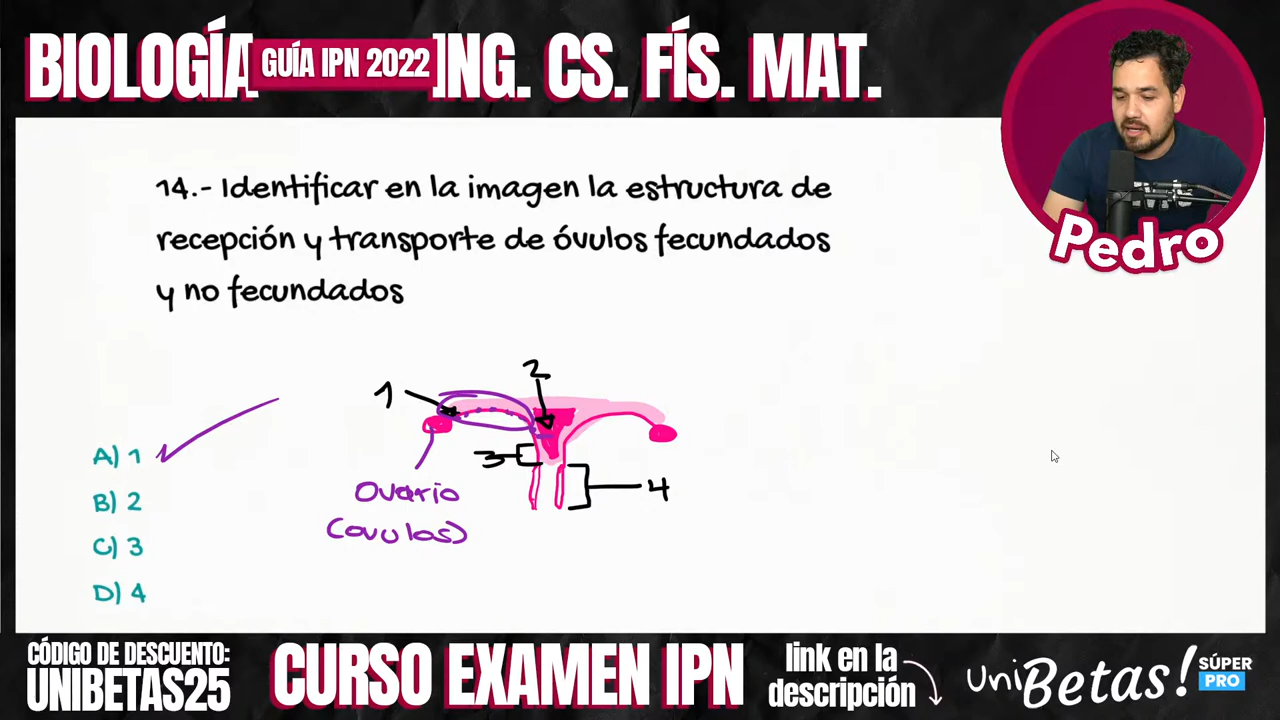 BIOLOGÍA[GUÍA IPN 2022]ING. CS. FÍS. MAT.
Pedro
14.- Identificar en la imagen la estructura de
recepción y transporte de óvulos fecundados
y no fecundados
2
1
3
4
A) 1
B) 2
C) 3
D) 4
Ovario
(ovulos)
CÓDIGO DE DESCUENTO:
UNIBETAS25
CURSO EXAMEN IPN
link en la
descripción
uniBetas!
SÚPER
PRO